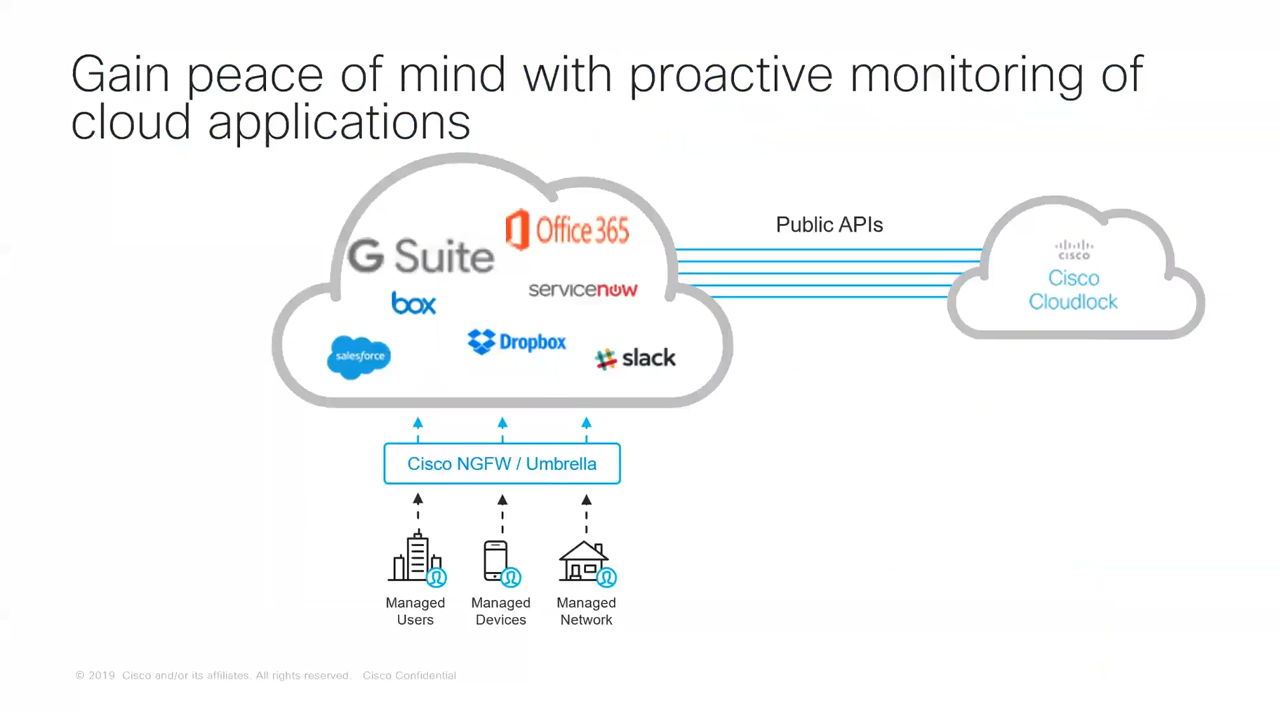 Gain peace of mind with proactive monitoring of
cloud applications
Office 365
G Suite
Public APIs
servicenow
box
Dropbox
slack
salesforce
CISCO
Cisco
Cloudlock
Cisco NGFW / Umbrella
Managed
Users
Managed
Devices
Managed
Network
© 2019 Cisco and/or its affiliates. All rights reserved. Cisco Confidential